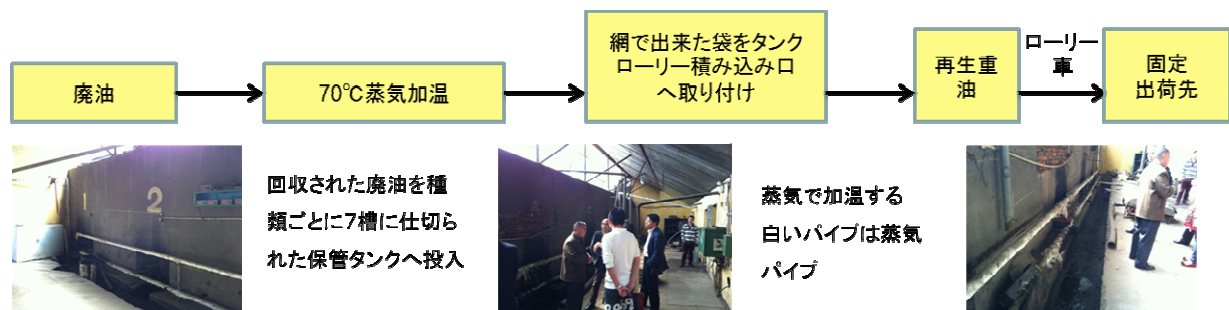 廃油
70℃蒸気加温
網で出来た袋をタンク
ローリー積み込み口
へ取り付け
再生重
油
ローリー
車
固定
出荷先
1
2
回収された廃油を種
類ごとに7槽に仕切ら
れた保管タンクへ投入
蒸気で加温する
白いパイプは蒸気
パイプ